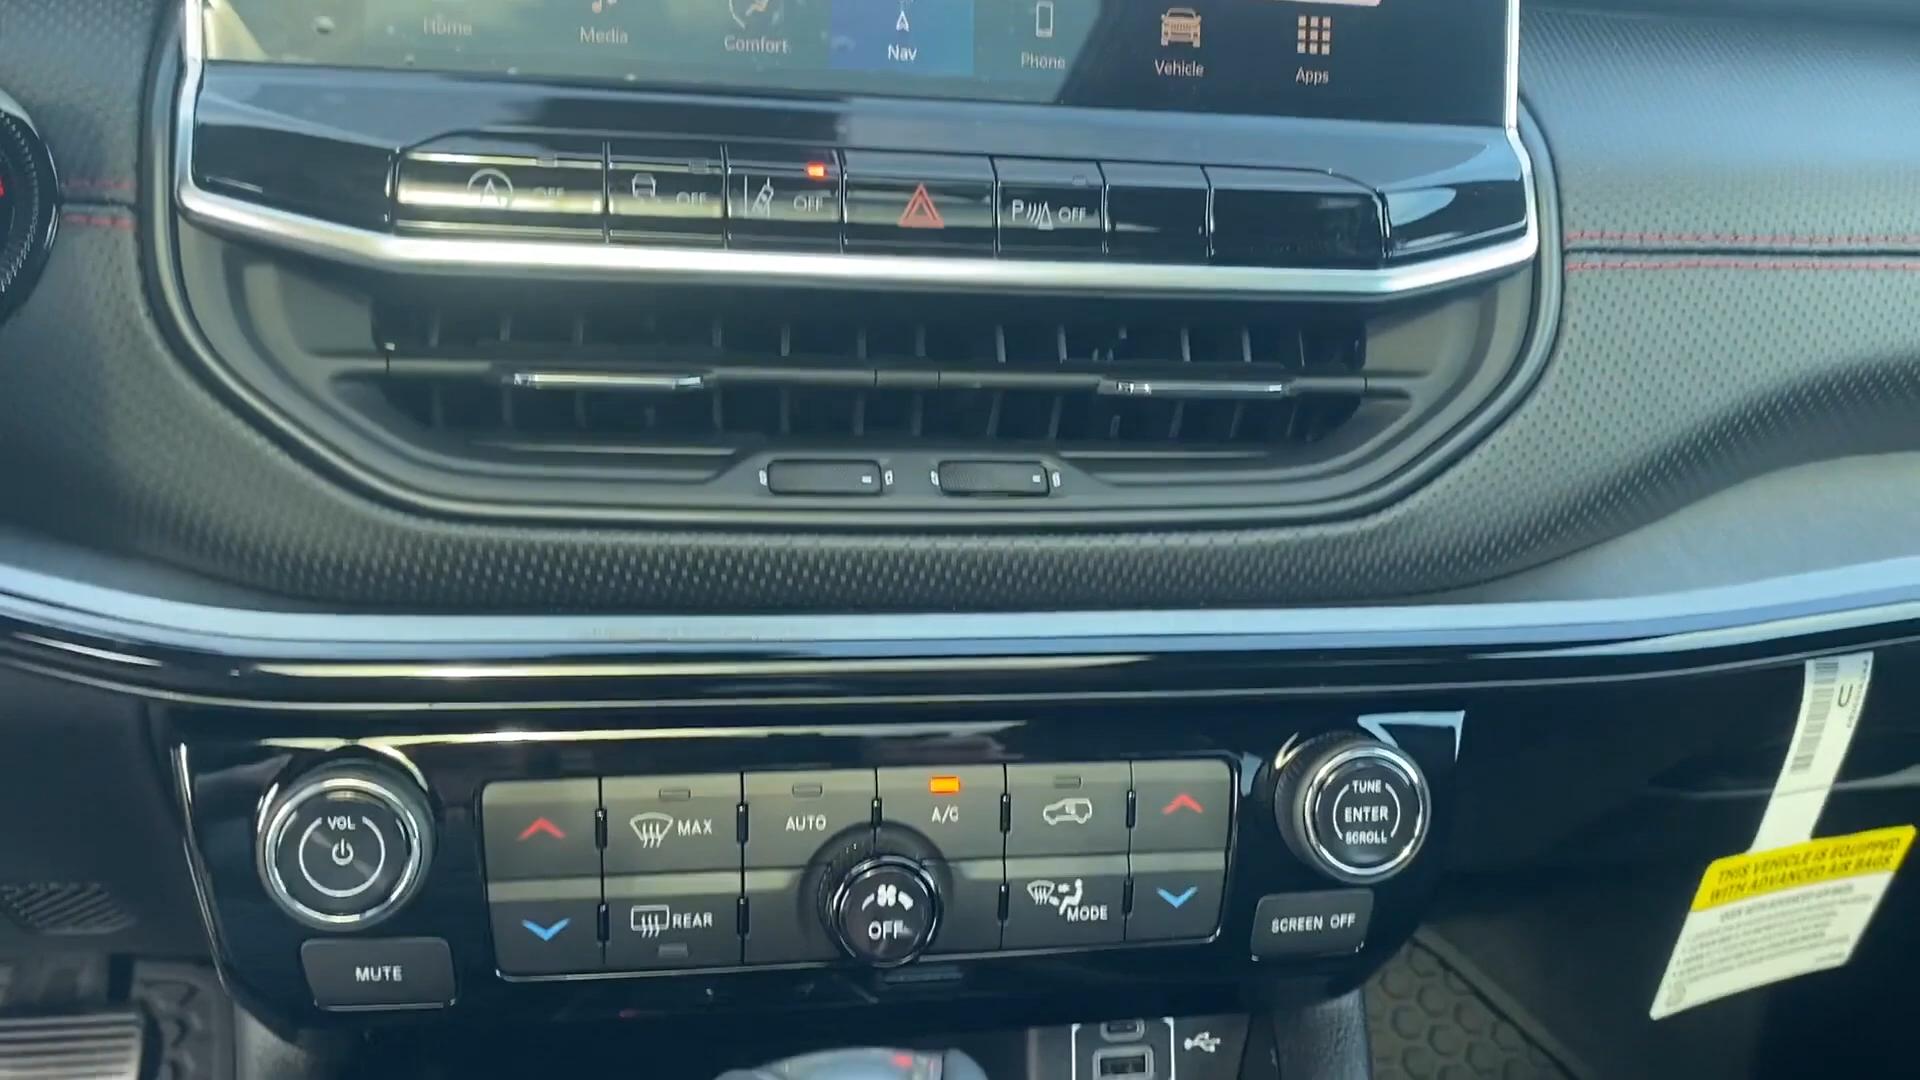 Home
Media
Comfort
Nav
Phone
Vehicle
Apps
A OFF
OFF
OFF
P OFF
VOL
MUTE
MAX
AUTO
A/C
REAR
OFF
MODE
TUNE
ENTER
SCROLL
SCREEN OFF
U
THIS VEHICLE IS EQUIPPED
WITH ADVANCED AIR BAGS